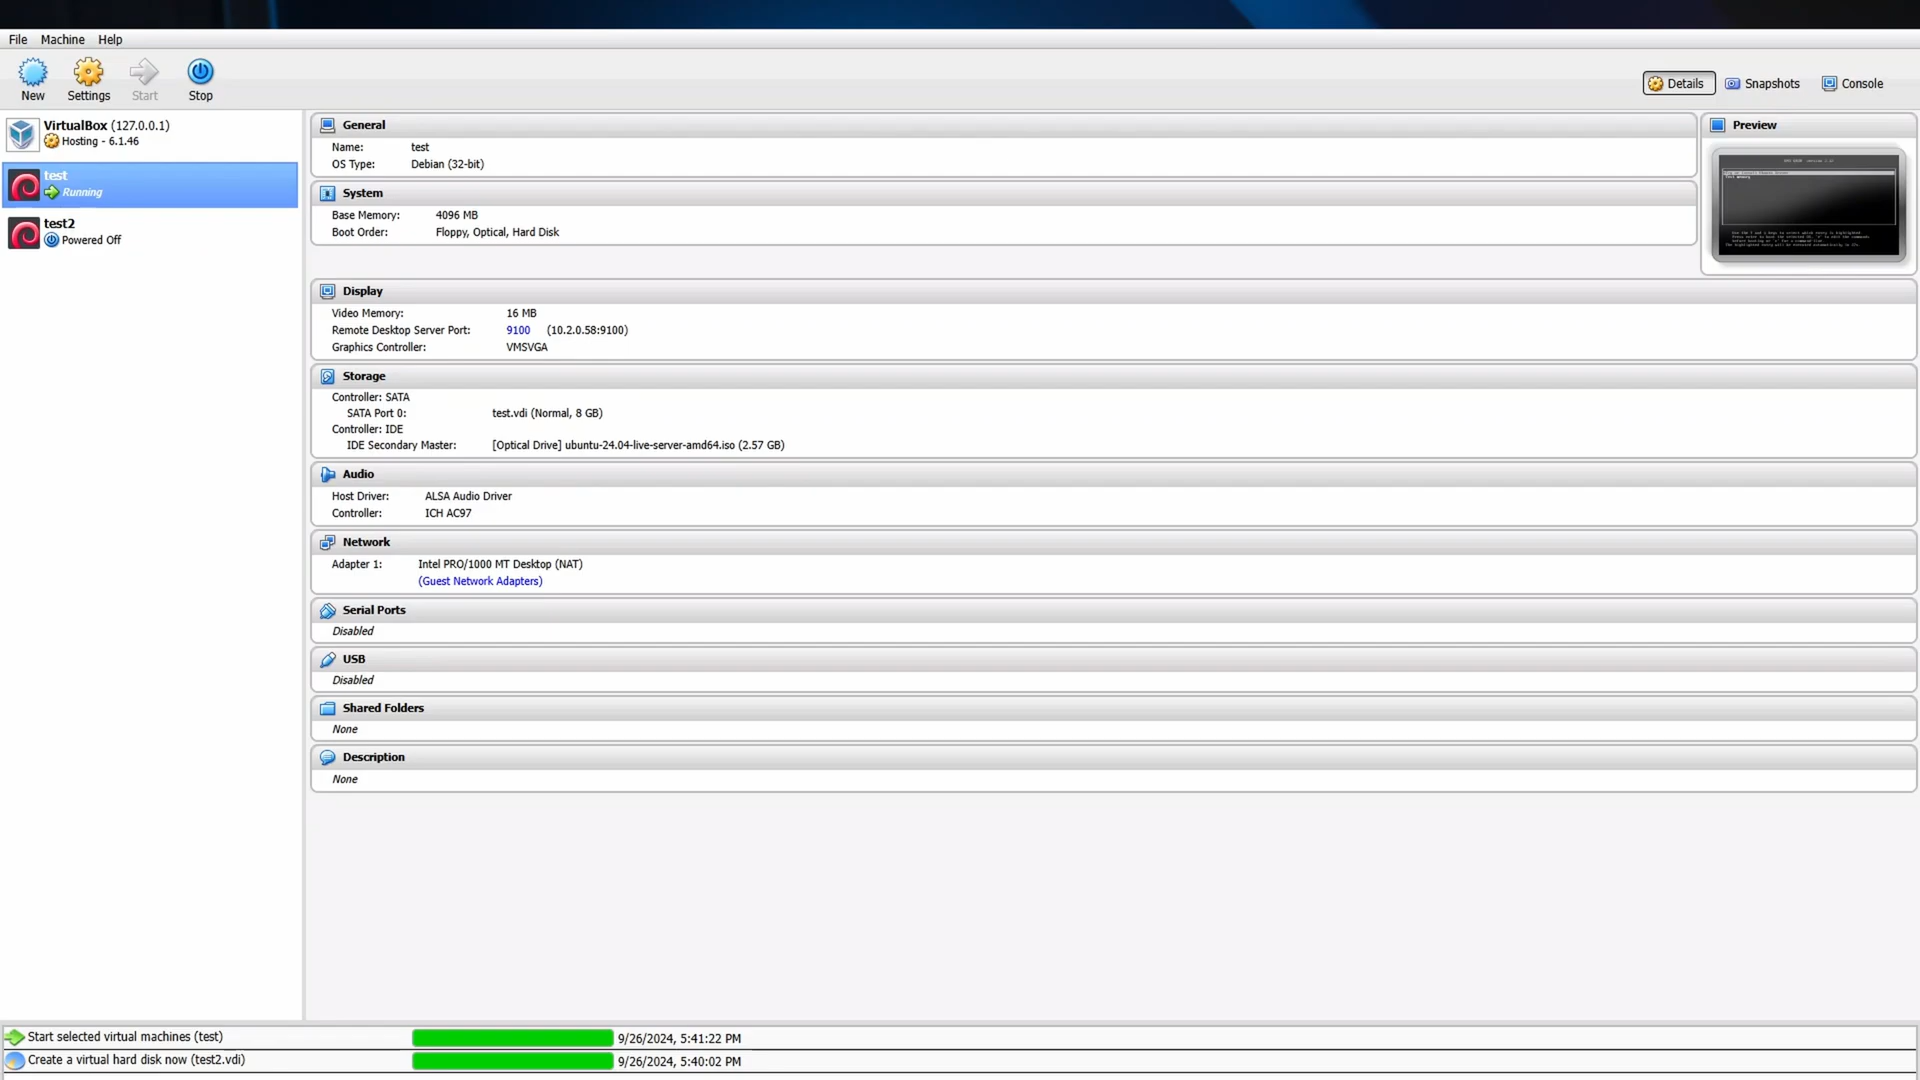 File Machine Help
New Settings Start Stop
Details Snapshots Console
VirtualBox (127.0.0.1)
Hosting - 6.1.46
test
Running
test2
Powered Off
General
Name: test
OS Type: Debian (32-bit)
System
Base Memory: 4096 MB
Boot Order: Floppy, Optical, Hard Disk
Preview
Display
Video Memory: 16 MB
Remote Desktop Server Port: 9100 (10.2.0.58:9100)
Graphics Controller: VMSVGA
Storage
Controller: SATA
SATA Port 0: test.vdi (Normal, 8 GB)
Controller: IDE
IDE Secondary Master: [Optical Drive] ubuntu-24.04-live-server-amd64.iso (2.57 GB)
Audio
Host Driver: ALSA Audio Driver
Controller: ICH AC97
Network
Adapter 1: Intel PRO/1000 MT Desktop (NAT)
(Guest Network Adapters)
Serial Ports
Disabled
USB
Disabled
Shared Folders
None
Description
None
Start selected virtual machines (test) 9/26/2024, 5:41:22 PM
Create a virtual hard disk now (test2.vdi) 9/26/2024, 5:40:02 PM